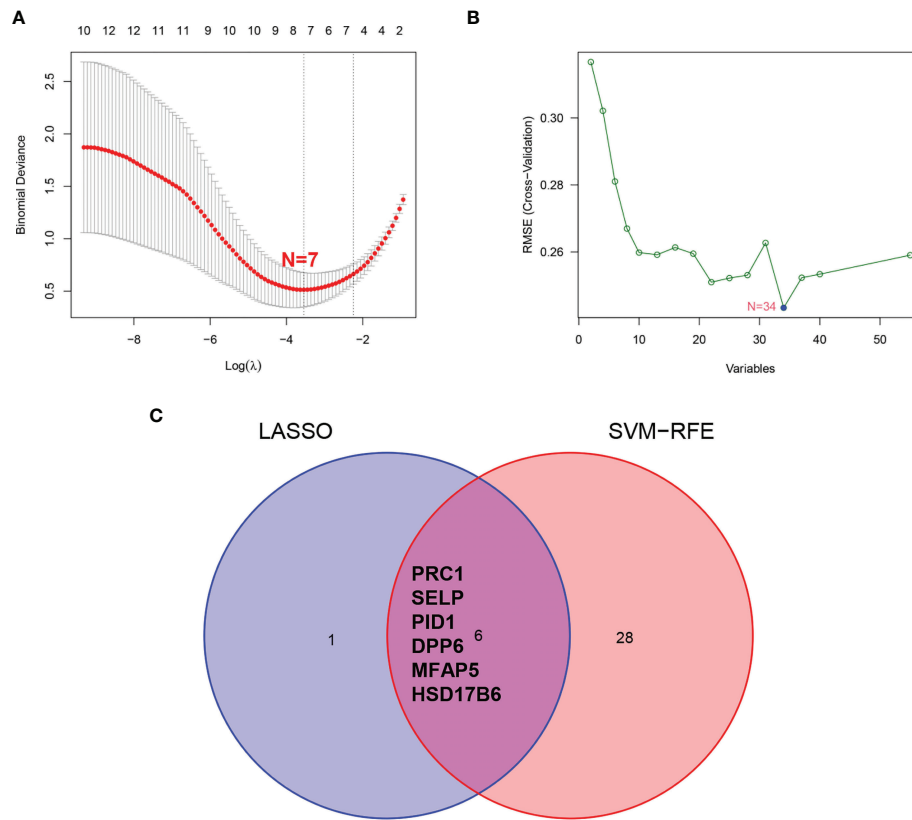 A
10 12 12 11 11 9 10 10 9 8 7 6 7 4 4 2
2.5
2.0
1.5
1.0
0.5
Binomial Deviance
N=7
−8 −6 −4 −2
Log(λ)
B
0.30
0.28
0.26
RMSE (Cross-Validation)
N=34
0 10 20 30 40 50
Variables
C
LASSO SVM−RFE
PRC1
SELP
PID1
DPP6
MFAP5
HSD17B6
1 6 28